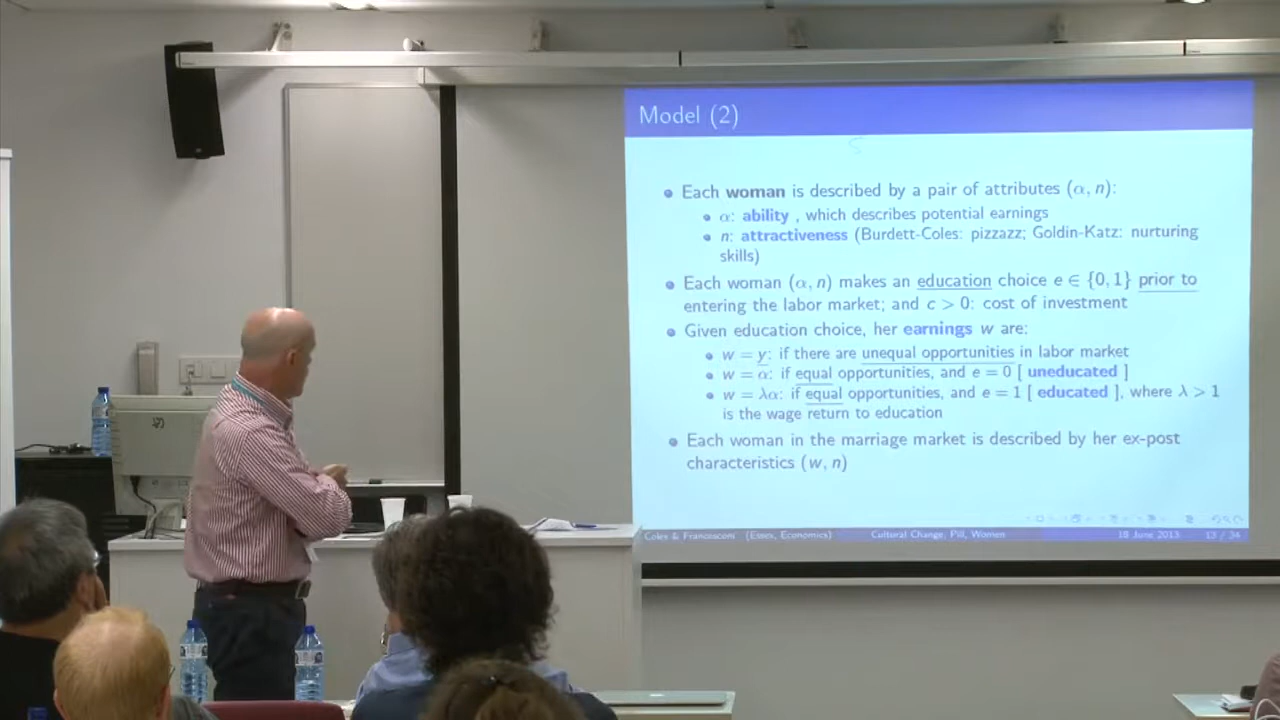 Model (2)
Each woman is described by a pair of attributes (α, n):
α: ability , which describes potential earnings
n: attractiveness (Burdett-Coles: pizzazz; Goldin-Katz: nurturing
skills)
Each woman (α, n) makes an education choice e ∈ {0, 1} prior to
entering the labor market; and c > 0: cost of investment
Given education choice, her earnings w are:
w = y: if there are unequal opportunities in labor market
w = α: if equal opportunities, and e = 0 [ uneducated ]
w = λα: if equal opportunities, and e = 1 [ educated ], where λ > 1
is the wage return to education
Each woman in the marriage market is described by her ex-post
characteristics (w, n)
Coles & Francesconi (Essex, Economics) Cultural Change, Pill, Women 18 June 2013 13 / 34